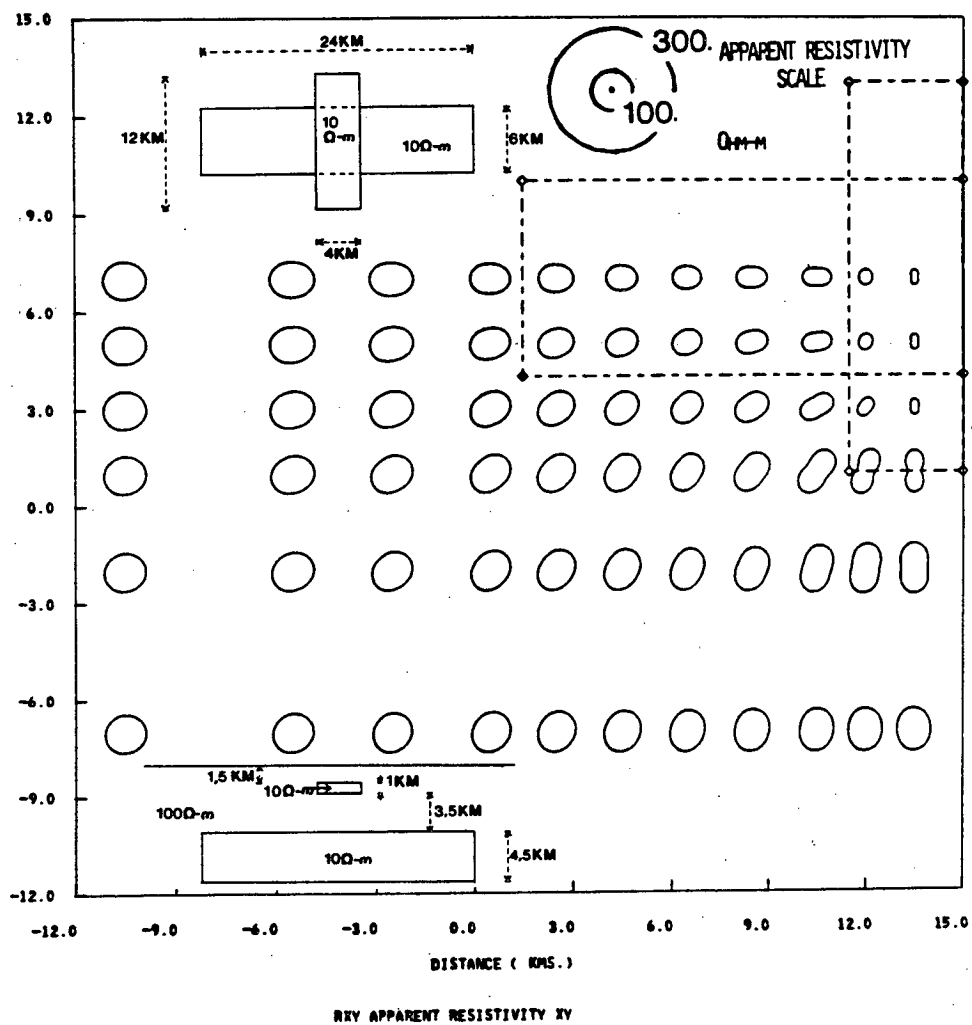 15.0
12.0
9.0
6.0
3.0
0.0
-3.0
-6.0
-9.0
-12.0
24KM
12KM
10
Ω-m
10Ω-m
6KM
4KM
300.
100.
APPARENT RESISTIVITY
SCALE
OHM-M
1,5 KM
10Ω-m
1KM
100Ω-m
3.5KM
10Ω-m
4.5KM
-12.0 -9.0 -6.0 -3.0 0.0 3.0 6.0 9.0 12.0 15.0
DISTANCE ( KMS.)
RXY APPARENT RESISTIVITY XY